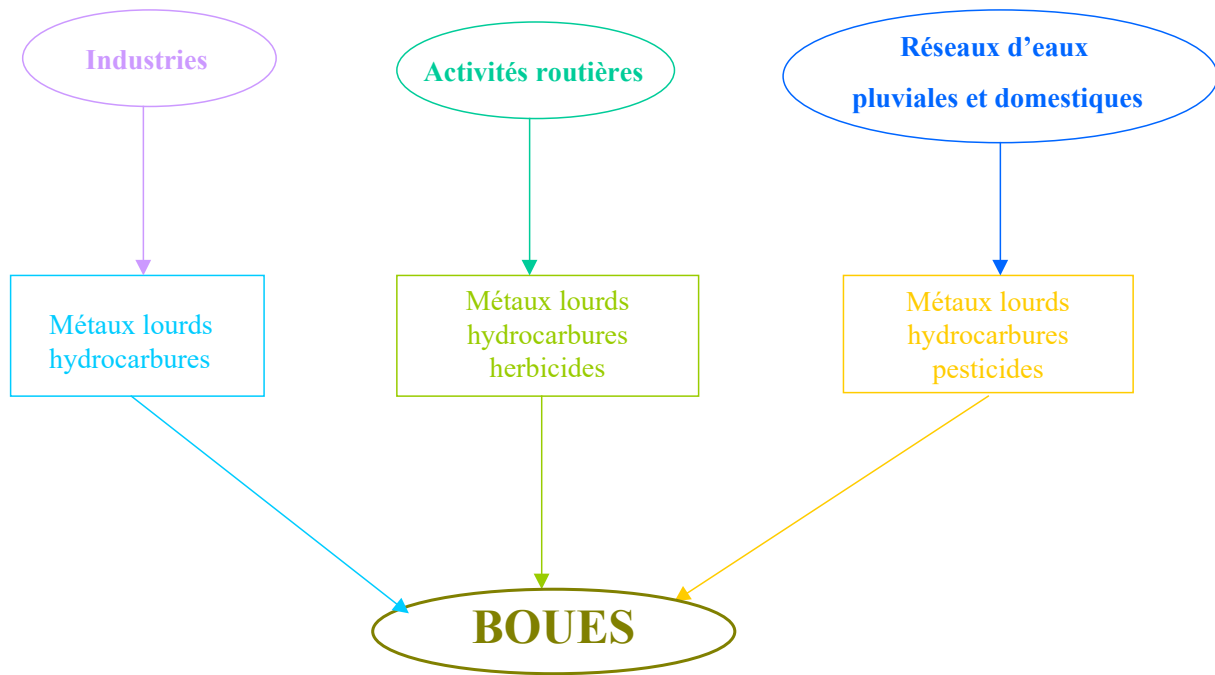 Industries
Activités routières
Réseaux d’eaux
pluviales et domestiques
Métaux lourds
hydrocarbures
Métaux lourds
hydrocarbures
herbicides
Métaux lourds
hydrocarbures
pesticides
BOUES